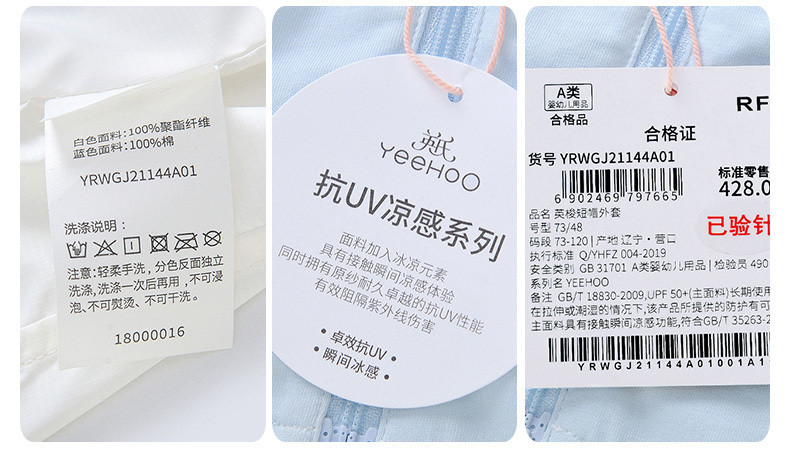 白色面料:100%聚酯纤维
蓝色面料:100%棉
YRWGJ21144A01
洗涤说明:
注意:轻柔手洗,分色反面独立
洗涤,洗涤一次后再用,不可浸
泡、不可熨烫、不可干洗。
18000016
英氏
YeeHOO
抗UV凉感系列
面料加入冰凉元素
具有接触瞬间凉感体验
同时拥有原纱耐久卓越的抗UV性能
有效阻隔紫外线伤害
卓效抗UV
瞬间冰感
A类
婴幼儿用品
合格品
RF
合格证
货号 YRWGJ21144A01
6 902469 797665
标准零售
428.0
品名 英梭短帽外套
号型 73/48
已验针
码段 73-120 | 产地 辽宁·营口
执行标准 Q/YHFZ 004-2019
安全类别 GB 31701 A类婴幼儿用品 | 检验员 490
系列名 YEEHOO
备注 GB/T 18830-2009,UPF 50+(主面料)长期使用
在拉伸或潮湿的情况下,该产品所提供的防护有可
主面料具有接触瞬间凉感功能,符合GB/T 35263-2
YRWGJ21144A01001A1